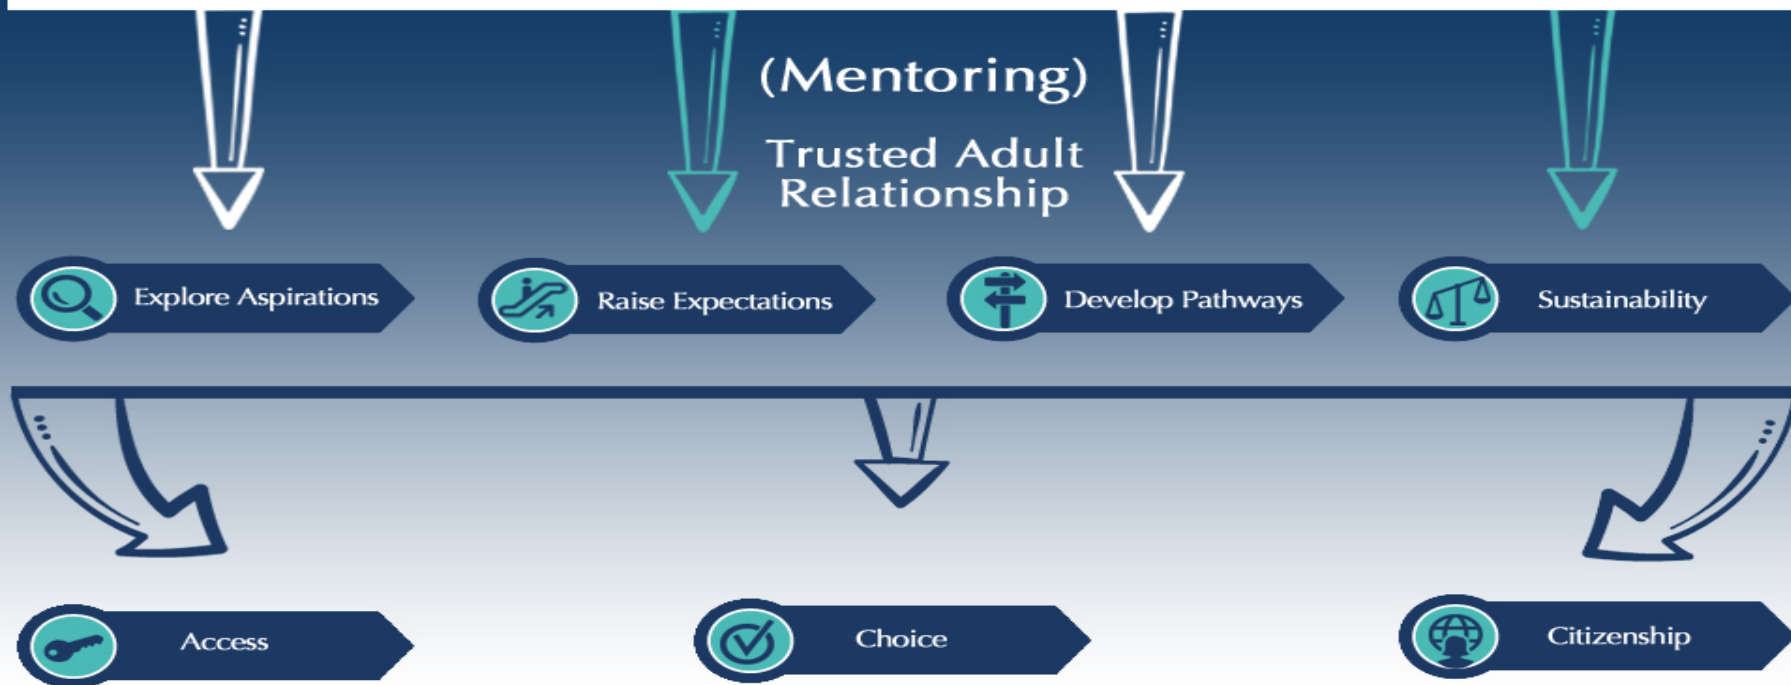 (Mentoring)
Trusted Adult
Relationship
Explore Aspirations
Raise Expectations
Develop Pathways
Sustainability
Access
Choice
Citizenship